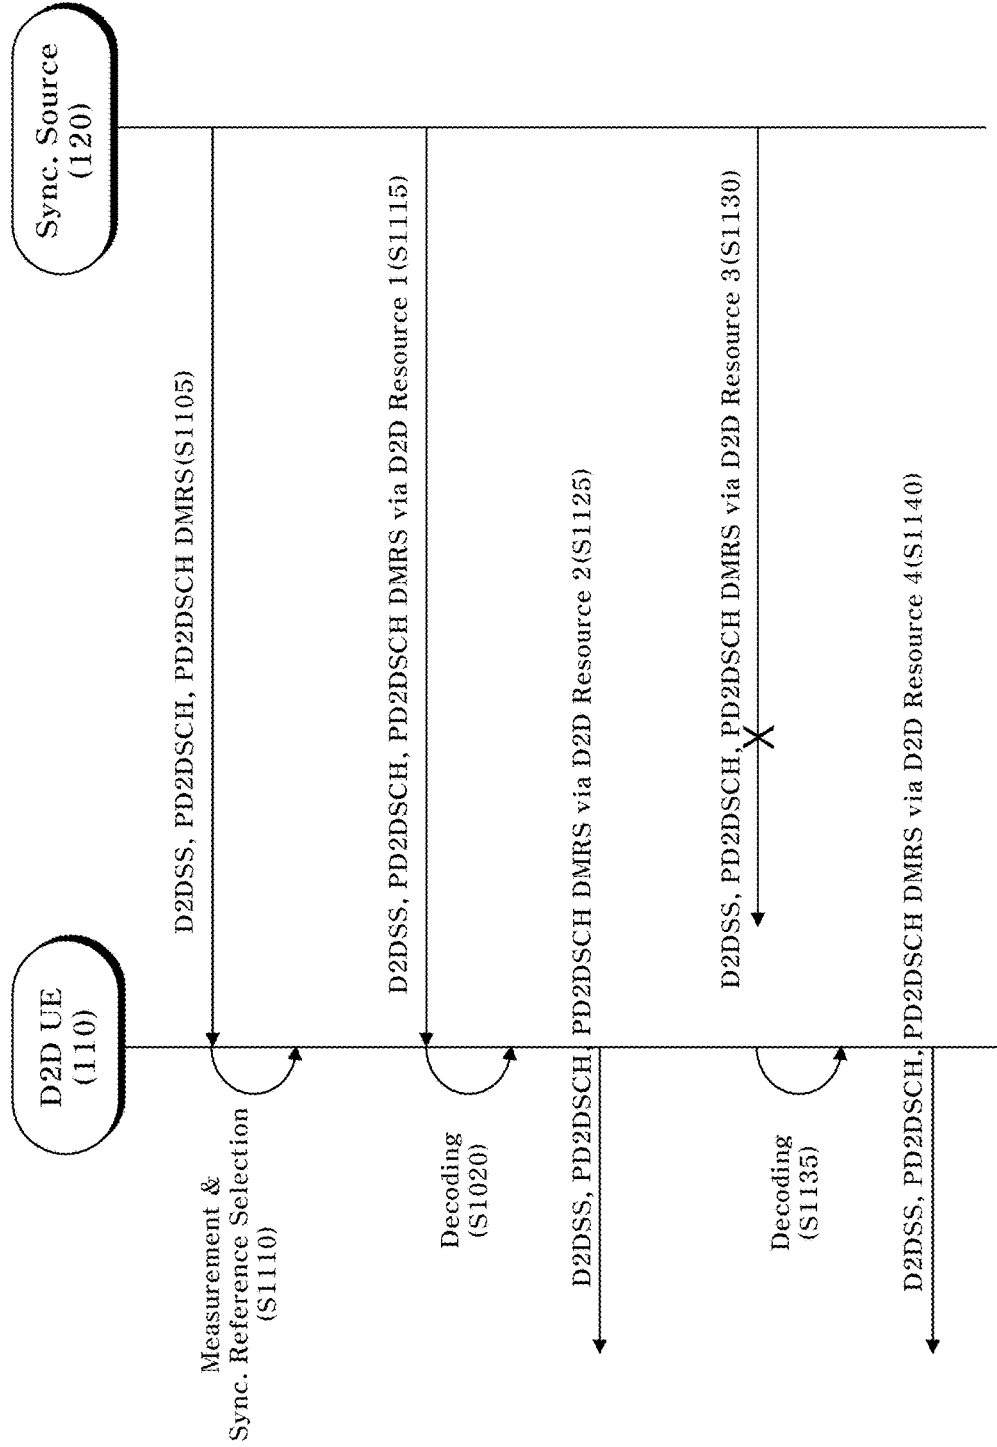 D2D UE
(110)
Sync. Source
(120)
D2DSS, PD2DSCH, PD2DSCH DMRS(S1105)
Measurement &
Sync. Reference Selection
(S1110)
D2DSS, PD2DSCH, PD2DSCH DMRS via D2D Resource 1(S1115)
Decoding
(S1020)
D2DSS, PD2DSCH, PD2DSCH DMRS via D2D Resource 2(S1125)
D2DSS, PD2DSCH, PD2DSCH DMRS via D2D Resource 3(S1130)
Decoding
(S1135)
D2DSS, PD2DSCH, PD2DSCH DMRS via D2D Resource 4(S1140)